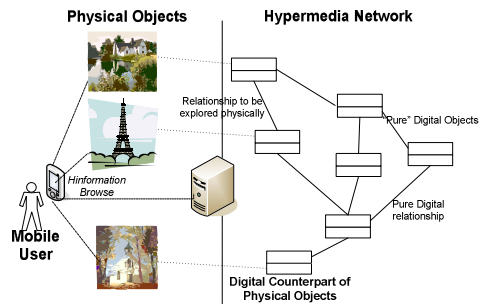 Physical Objects
Hypermedia Network
Relationship to be
explored physically
"Pure" Digital Objects
Hinformation
Browse
Mobile
User
Pure Digital
relationship
Digital Counterpart of
Physical Objects